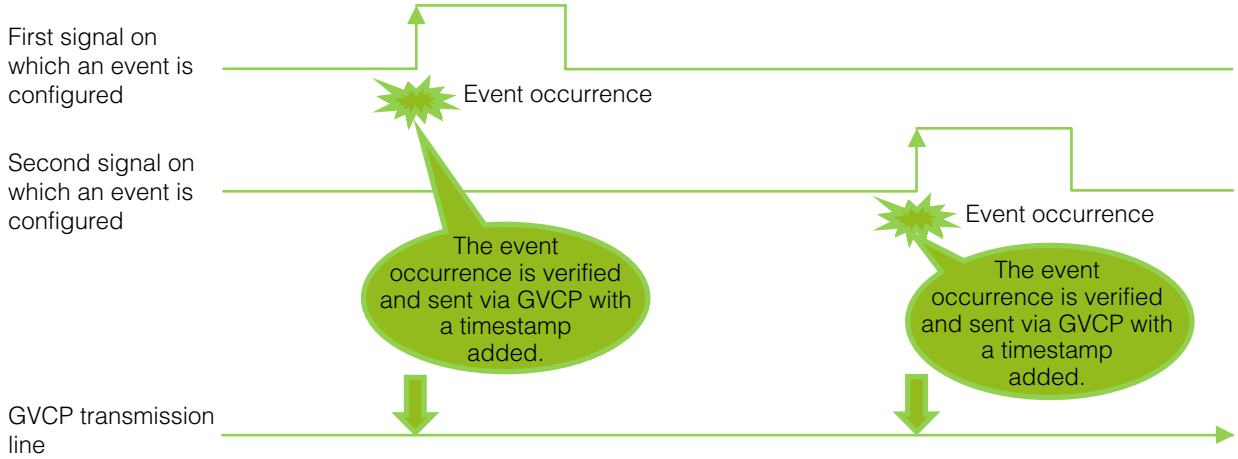 First signal on
which an event is
configured
Event occurrence
Second signal on
which an event is
configured
Event occurrence
The event
occurrence is verified
and sent via GVCP with
a timestamp
added.
The event
occurrence is verified
and sent via GVCP with
a timestamp
added.
GVCP transmission
line